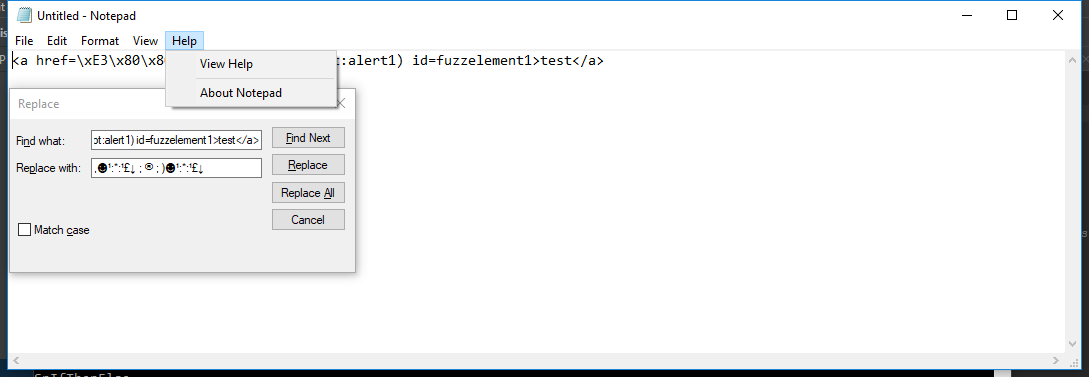 Untitled - Notepad
File Edit Format View Help
<a href=\xE3\x80\x8 t:alert1) id=fuzzelement1>test</a>
View Help
About Notepad
Replace
Find what: pt:alert1) id=fuzzelement1>test</a>
Find Next
Replace with: ,☻¹:*:¹£↓ ; ® ; )☻¹:*:¹£↓
Replace
Replace All
Cancel
Match case